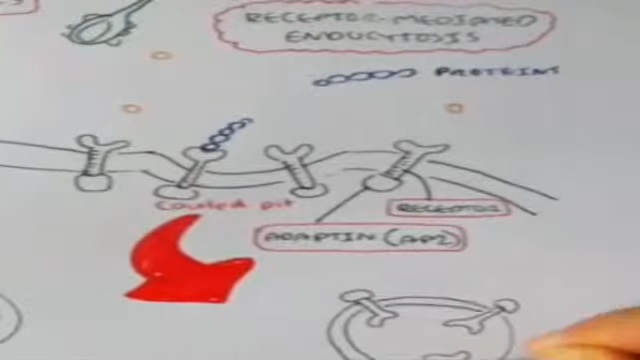 RECEPTOR-MEDIATED
ENDOCYTOSIS
PROTEINS
Coated pit
RECEPTOR
ADAPTIN (AP2)